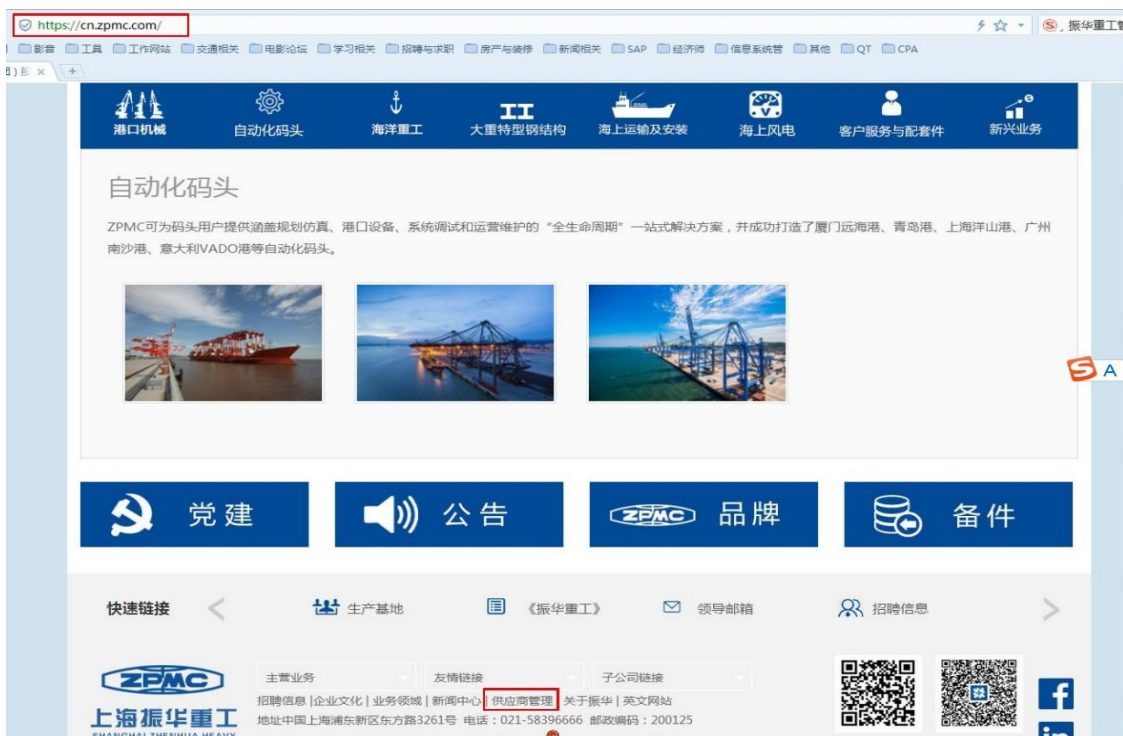 https://cn.zpmc.com/
振华重工
影音 工具 工作网站 交通相关 电影论坛 学习相关 招聘与求职 房产与装修 新闻相关 SAP 经济师 信息系统管 其他 QT CPA
港口机械 自动化码头 海洋重工 大重特型钢结构 海上运输及安装 海上风电 客户服务与配套件 新兴业务
自动化码头
ZPMC可为码头用户提供涵盖规划仿真、港口设备、系统调试和运营维护的“全生命周期”一站式解决方案，并成功打造了厦门远海港、青岛港、上海洋山港、广州
南沙港、意大利VADO港等自动化码头。
A
党建 公告 ZPMC 品牌 备件
快速链接 生产基地 《振华重工》 领导邮箱 招聘信息
ZPMC
主营业务 友情链接 子公司链接
招聘信息|企业文化|业务领域|新闻中心|供应商管理|关于振华|英文网站
上海振华重工
地址中国上海浦东新区东方路3261号 电话：021-58396666 邮政编码：200125
SHANGHAI ZHENHUA HEAVY